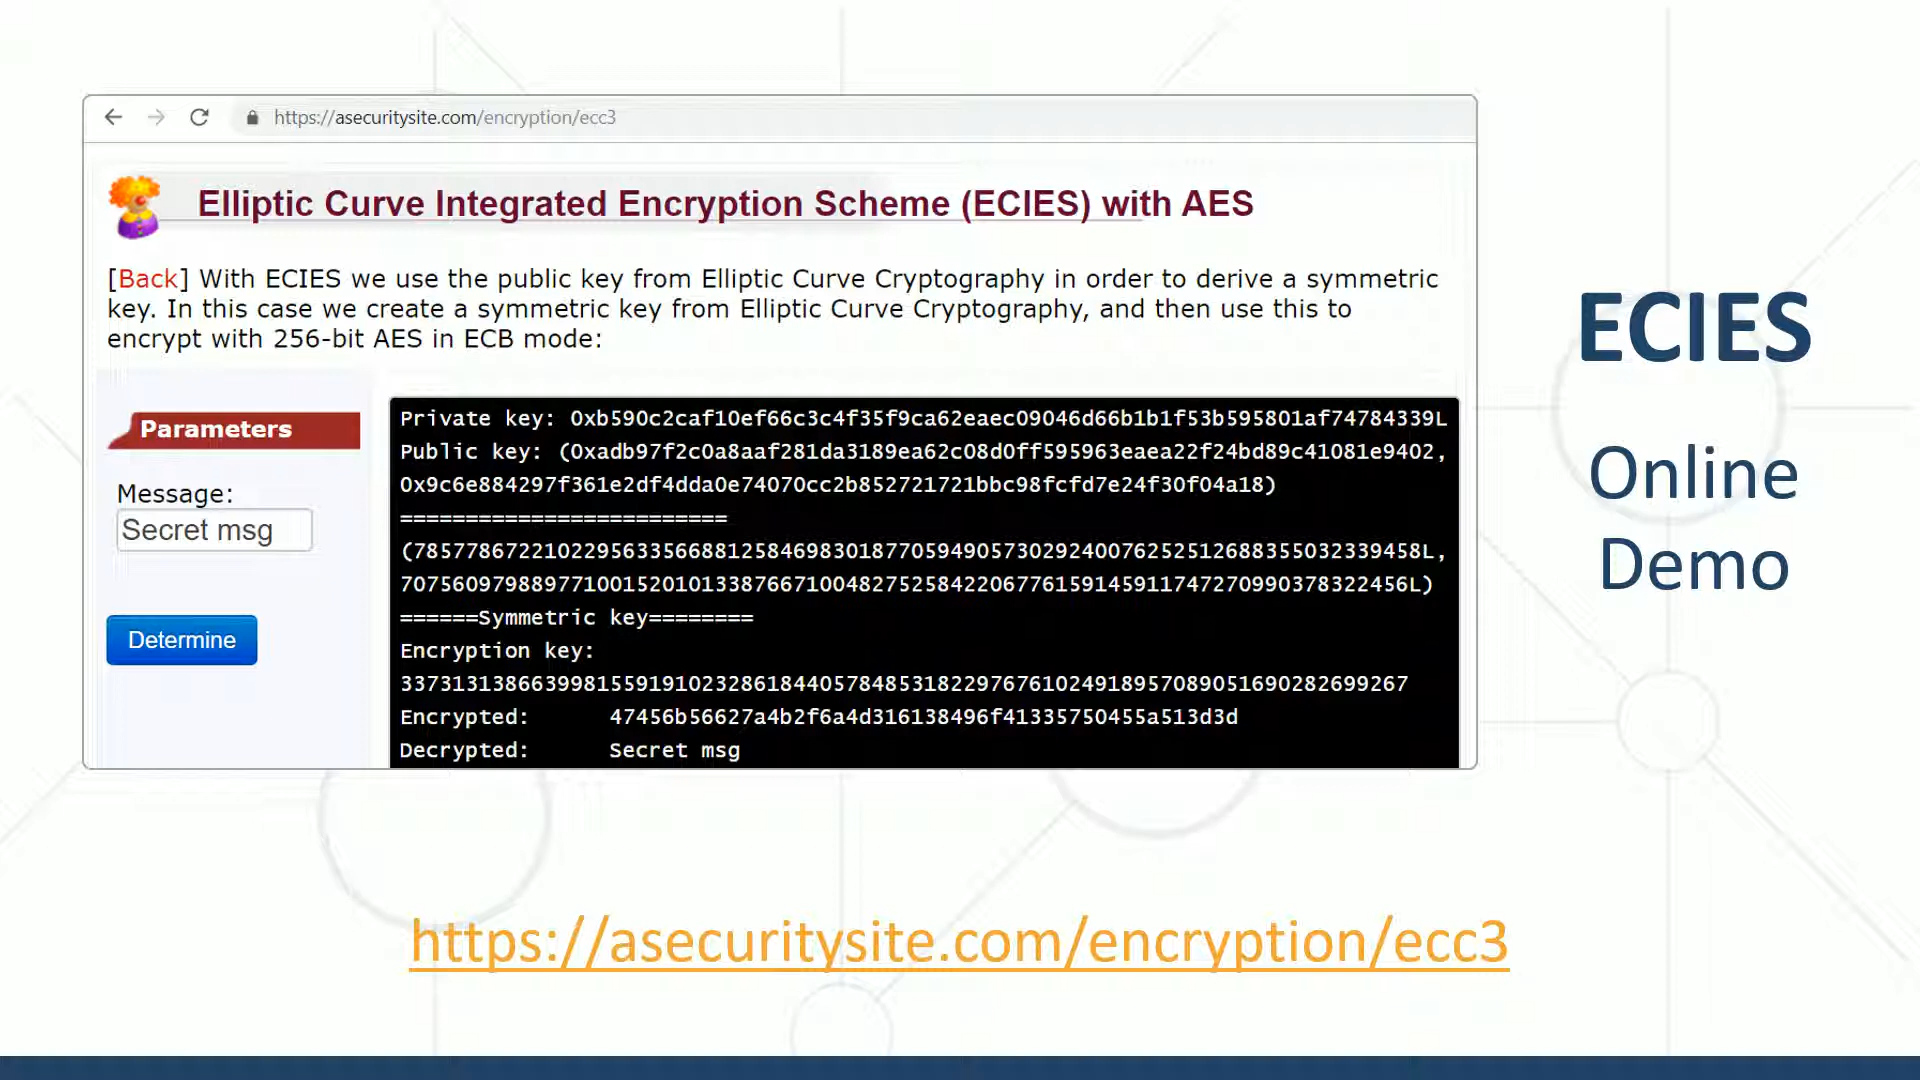 https://asecuritysite.com/encryption/ecc3
Elliptic Curve Integrated Encryption Scheme (ECIES) with AES
[Back] With ECIES we use the public key from Elliptic Curve Cryptography in order to derive a symmetric
key. In this case we create a symmetric key from Elliptic Curve Cryptography, and then use this to
encrypt with 256-bit AES in ECB mode:
Parameters
Message:
Secret msg
Determine
Private key: 0xb590c2caf10ef66c3c4f35f9ca62eaec09046d66b1b1f53b595801af74784339L
Public key: (0xadb97f2c0a8aaf281da3189ea62c08d0ff595963eaea22f24bd89c41081e9402,
0x9c6e884297f361e2df4dda0e74070cc2b852721721bbc98fcfd7e24f30f04a18)
=========================
(78577867221022956335668812584698301877059490573029240076252512688355032339458L,
70756097988977100152010133876671004827525842206776159145911747270990378322456L)
======Symmetric key========
Encryption key:
33731313866399815591910232861844057848531822976761024918957089051690282699267
Encrypted: 47456b56627a4b2f6a4d316138496f41335750455a513d3d
Decrypted: Secret msg
ECIES
Online
Demo
https://asecuritysite.com/encryption/ecc3